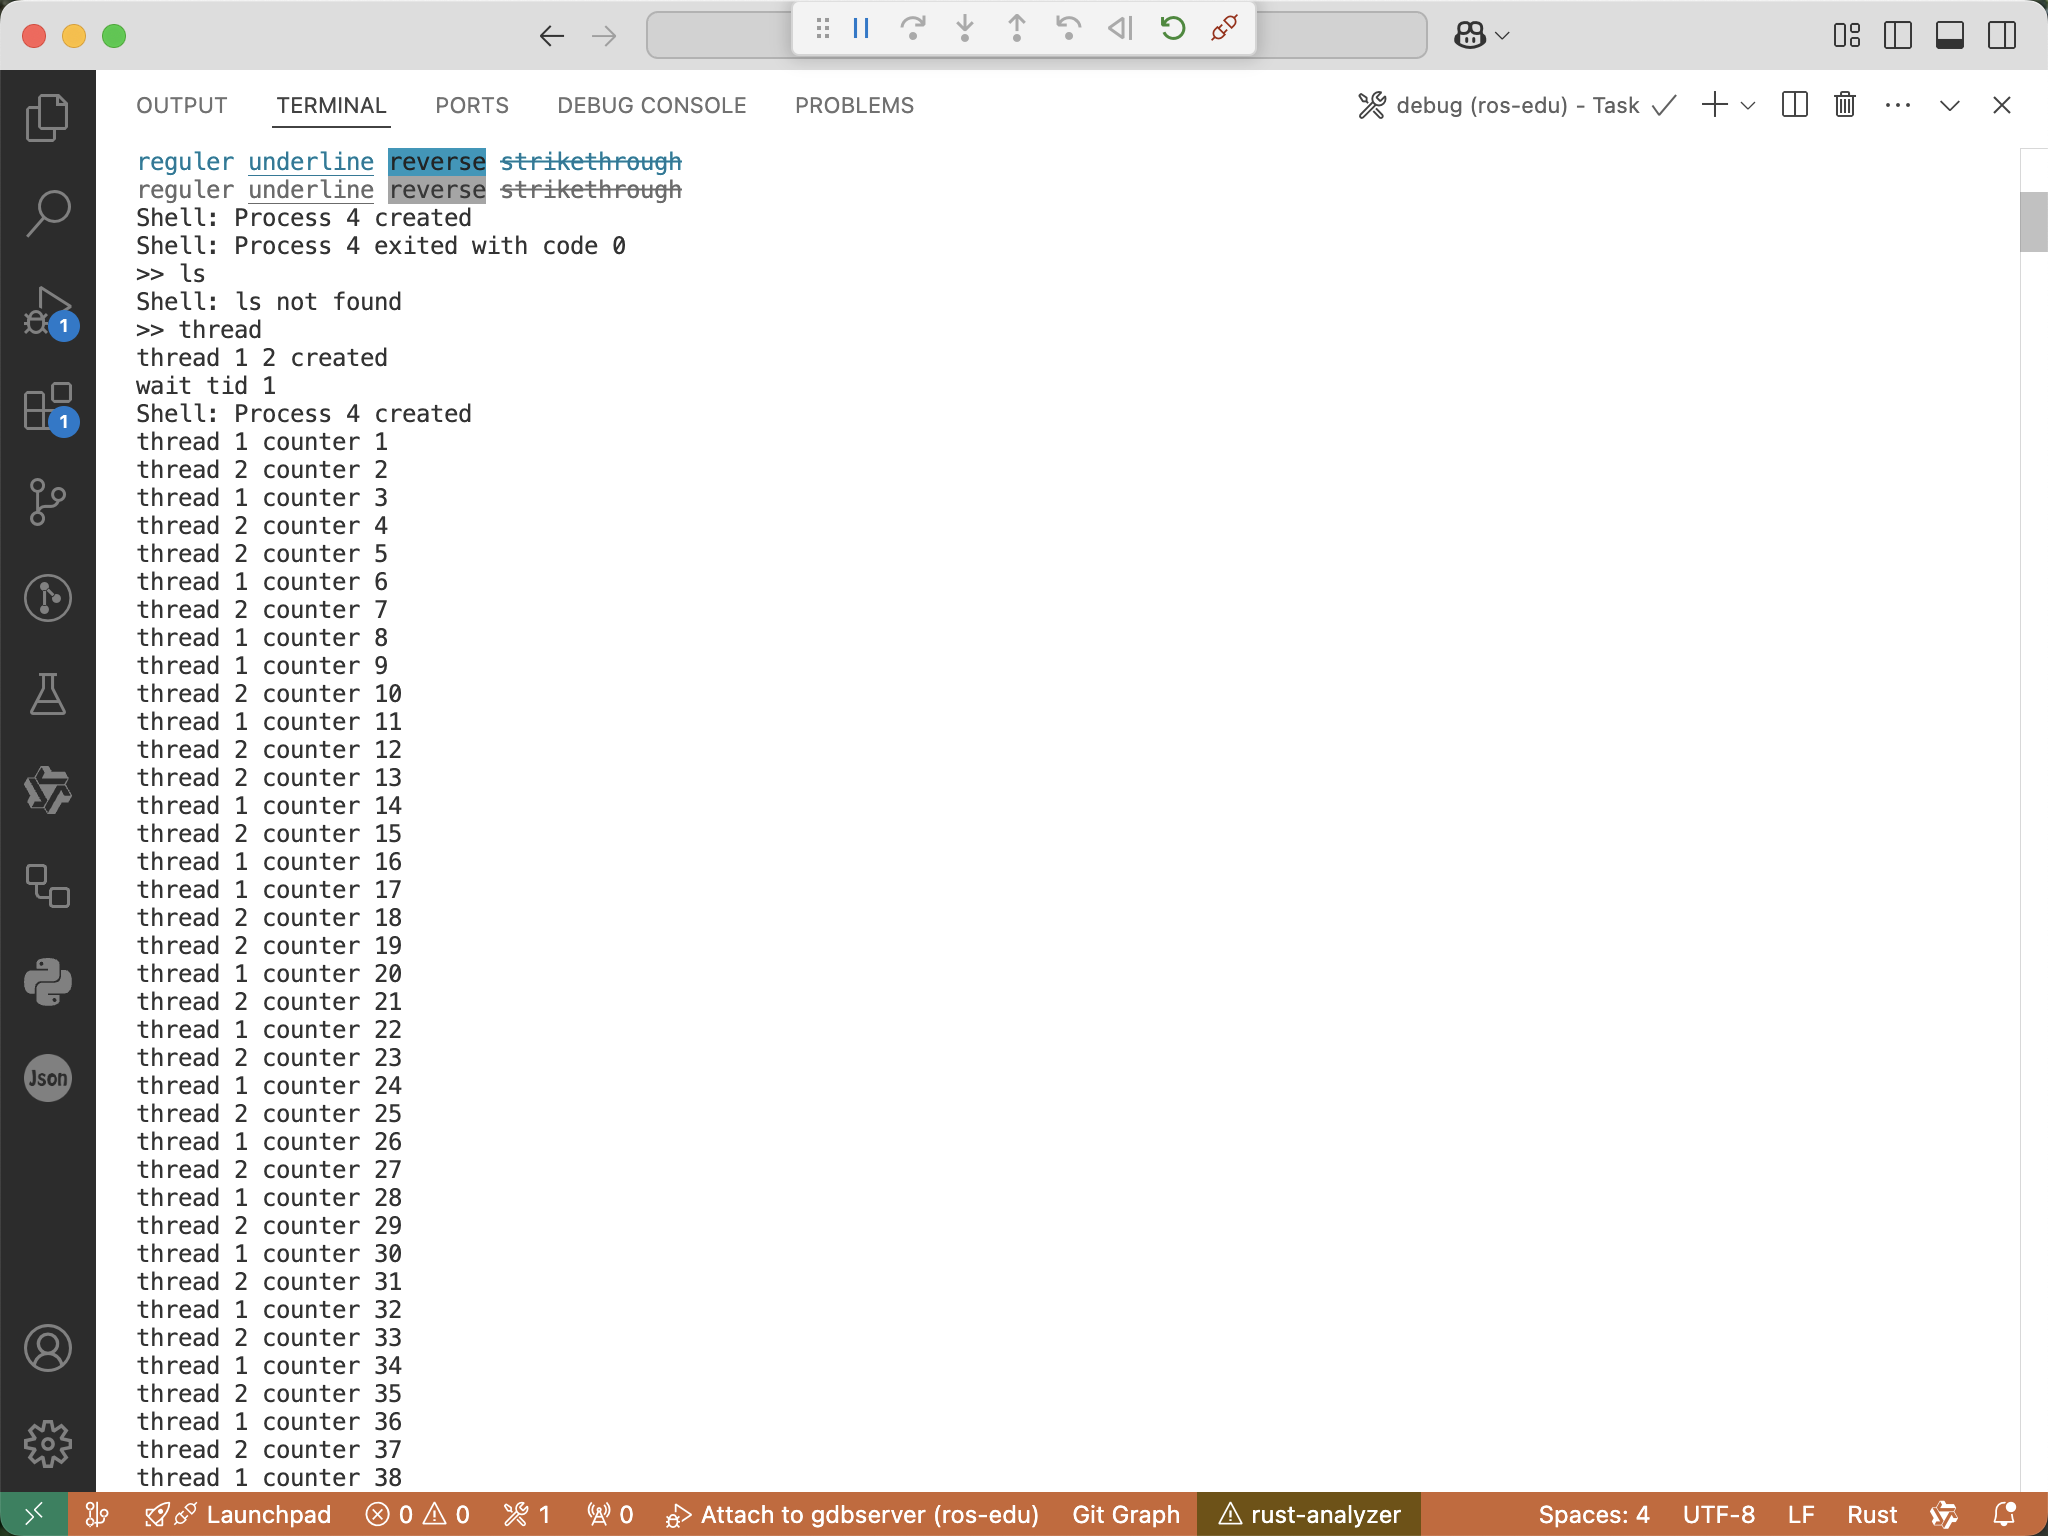 OUTPUT TERMINAL PORTS DEBUG CONSOLE PROBLEMS debug (ros-edu) - Task
reguler underline reverse strikethrough
reguler underline reverse strikethrough
Shell: Process 4 created
Shell: Process 4 exited with code 0
>> ls
Shell: ls not found
>> thread
thread 1 2 created
wait tid 1
Shell: Process 4 created
thread 1 counter 1
thread 2 counter 2
thread 1 counter 3
thread 2 counter 4
thread 2 counter 5
thread 1 counter 6
thread 2 counter 7
thread 1 counter 8
thread 1 counter 9
thread 2 counter 10
thread 1 counter 11
thread 2 counter 12
thread 2 counter 13
thread 1 counter 14
thread 2 counter 15
thread 1 counter 16
thread 1 counter 17
thread 2 counter 18
thread 2 counter 19
thread 1 counter 20
thread 2 counter 21
thread 1 counter 22
thread 2 counter 23
thread 1 counter 24
thread 2 counter 25
thread 1 counter 26
thread 2 counter 27
thread 1 counter 28
thread 2 counter 29
thread 1 counter 30
thread 2 counter 31
thread 1 counter 32
thread 2 counter 33
thread 1 counter 34
thread 2 counter 35
thread 1 counter 36
thread 2 counter 37
thread 1 counter 38
1
1
Json
Launchpad 0 0 1 0 Attach to gdbserver (ros-edu) Git Graph rust-analyzer Spaces: 4 UTF-8 LF Rust